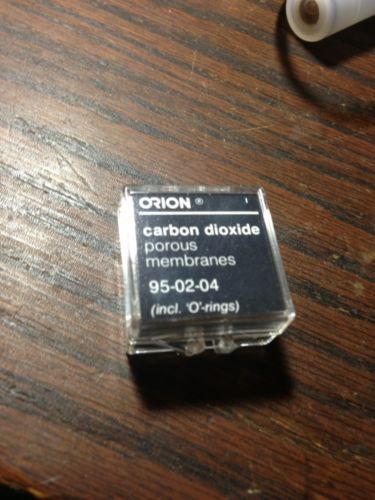 ORION ®
carbon dioxide
porous
membranes
95-02-04
(incl. 'O'-rings)